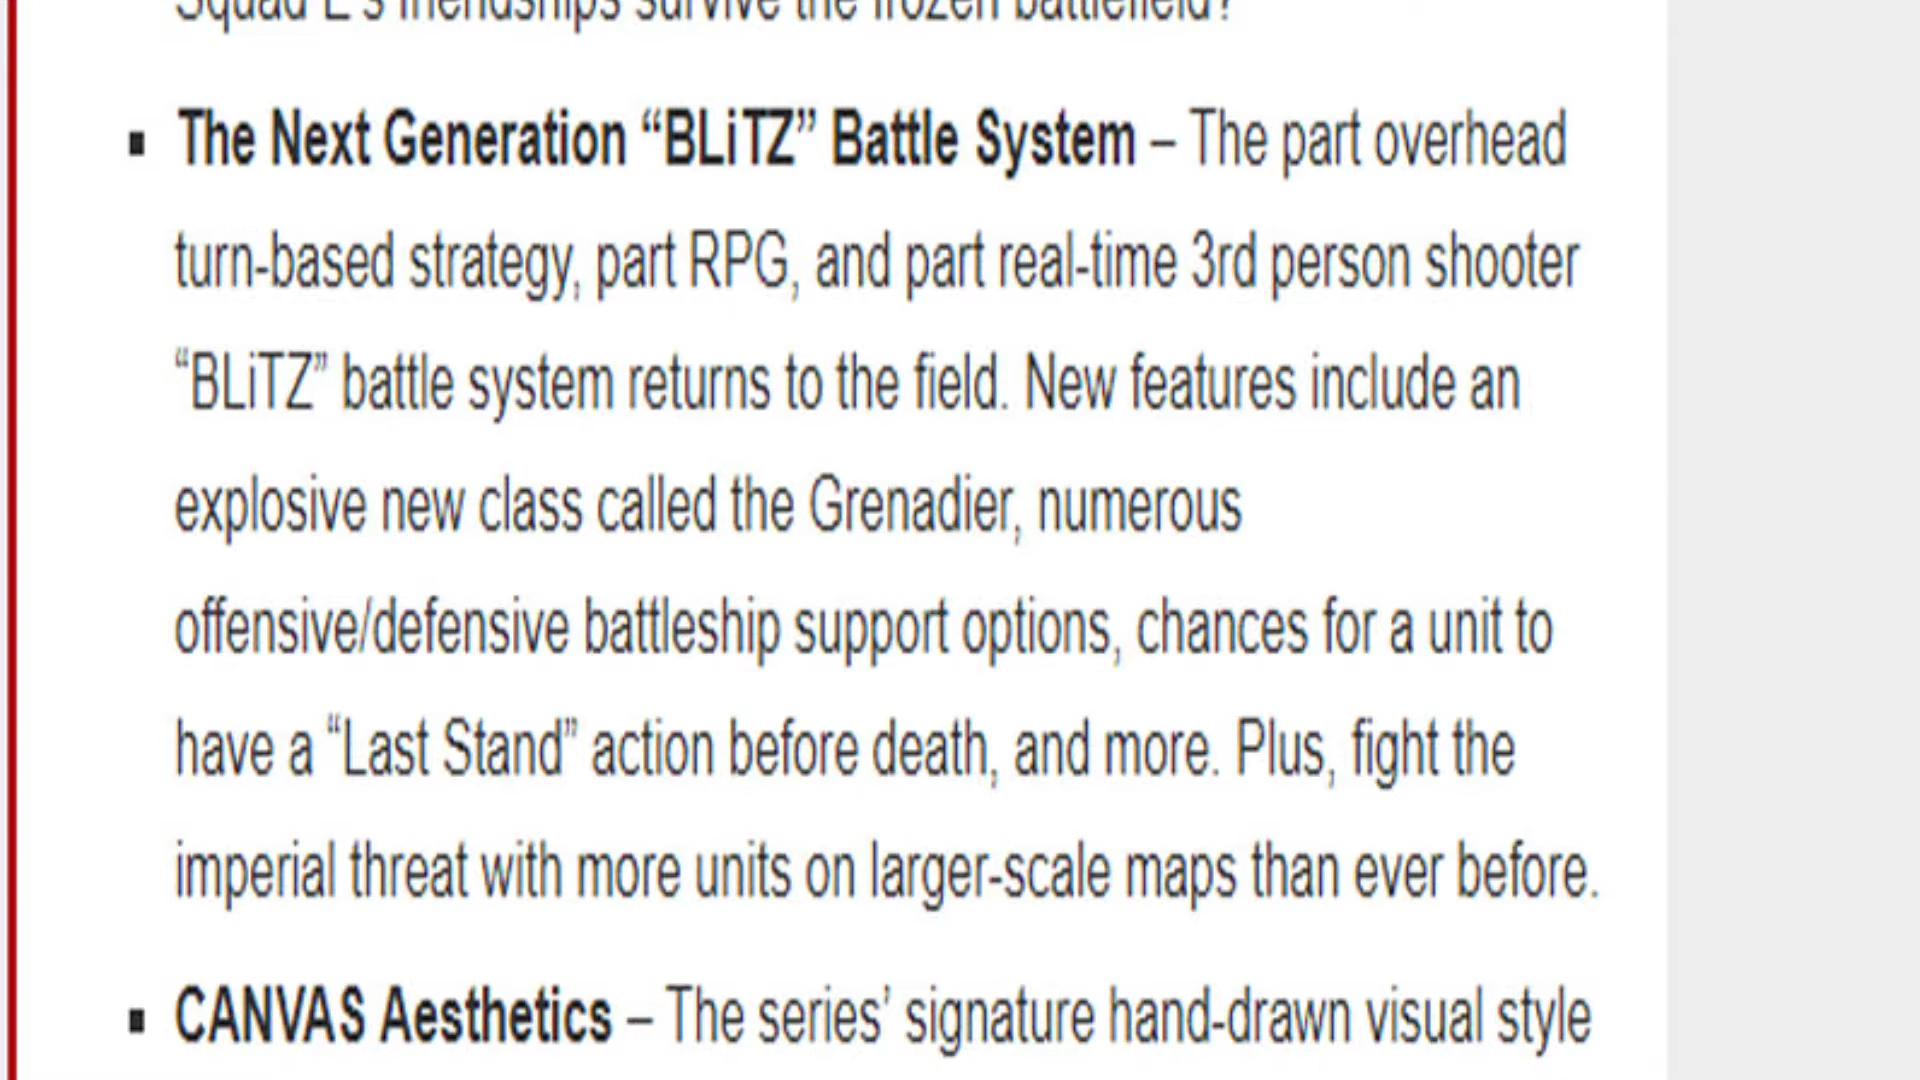 Squad E's friendships survive the frozen battlefield?
▪ The Next Generation “BLiTZ” Battle System – The part overhead
turn-based strategy, part RPG, and part real-time 3rd person shooter
“BLiTZ” battle system returns to the field. New features include an
explosive new class called the Grenadier, numerous
offensive/defensive battleship support options, chances for a unit to
have a “Last Stand” action before death, and more. Plus, fight the
imperial threat with more units on larger-scale maps than ever before.
▪ CANVAS Aesthetics – The series’ signature hand-drawn visual style